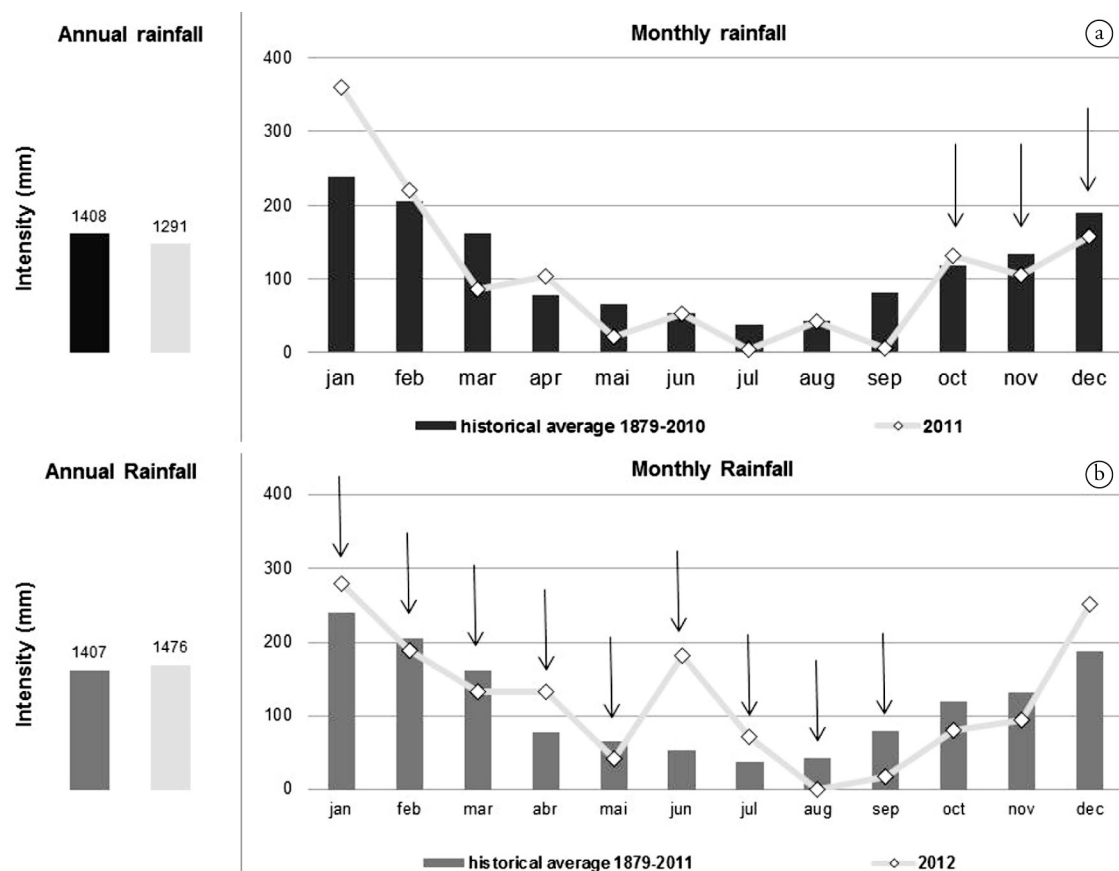 Annual rainfall
Monthly rainfall
a
Intensity (mm)
1408
1291
400
300
200
100
0
jan feb mar apr mai jun jul aug sep oct nov dec
historical average 1879-2010
2011
Annual Rainfall
Monthly Rainfall
b
Intensity (mm)
1407
1476
400
300
200
100
0
jan feb mar abr mai jun jul aug sep oct nov dec
historical average 1879-2011
2012